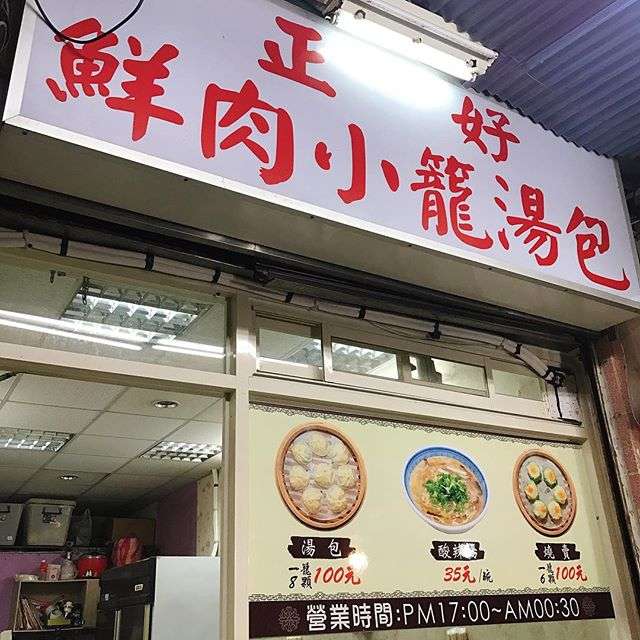 正好
鮮肉小籠湯包
湯包
一籠8顆100元
酸辣湯
35元/碗
燒賣
一籠6顆100元
營業時間:PM17:00~AM00:30